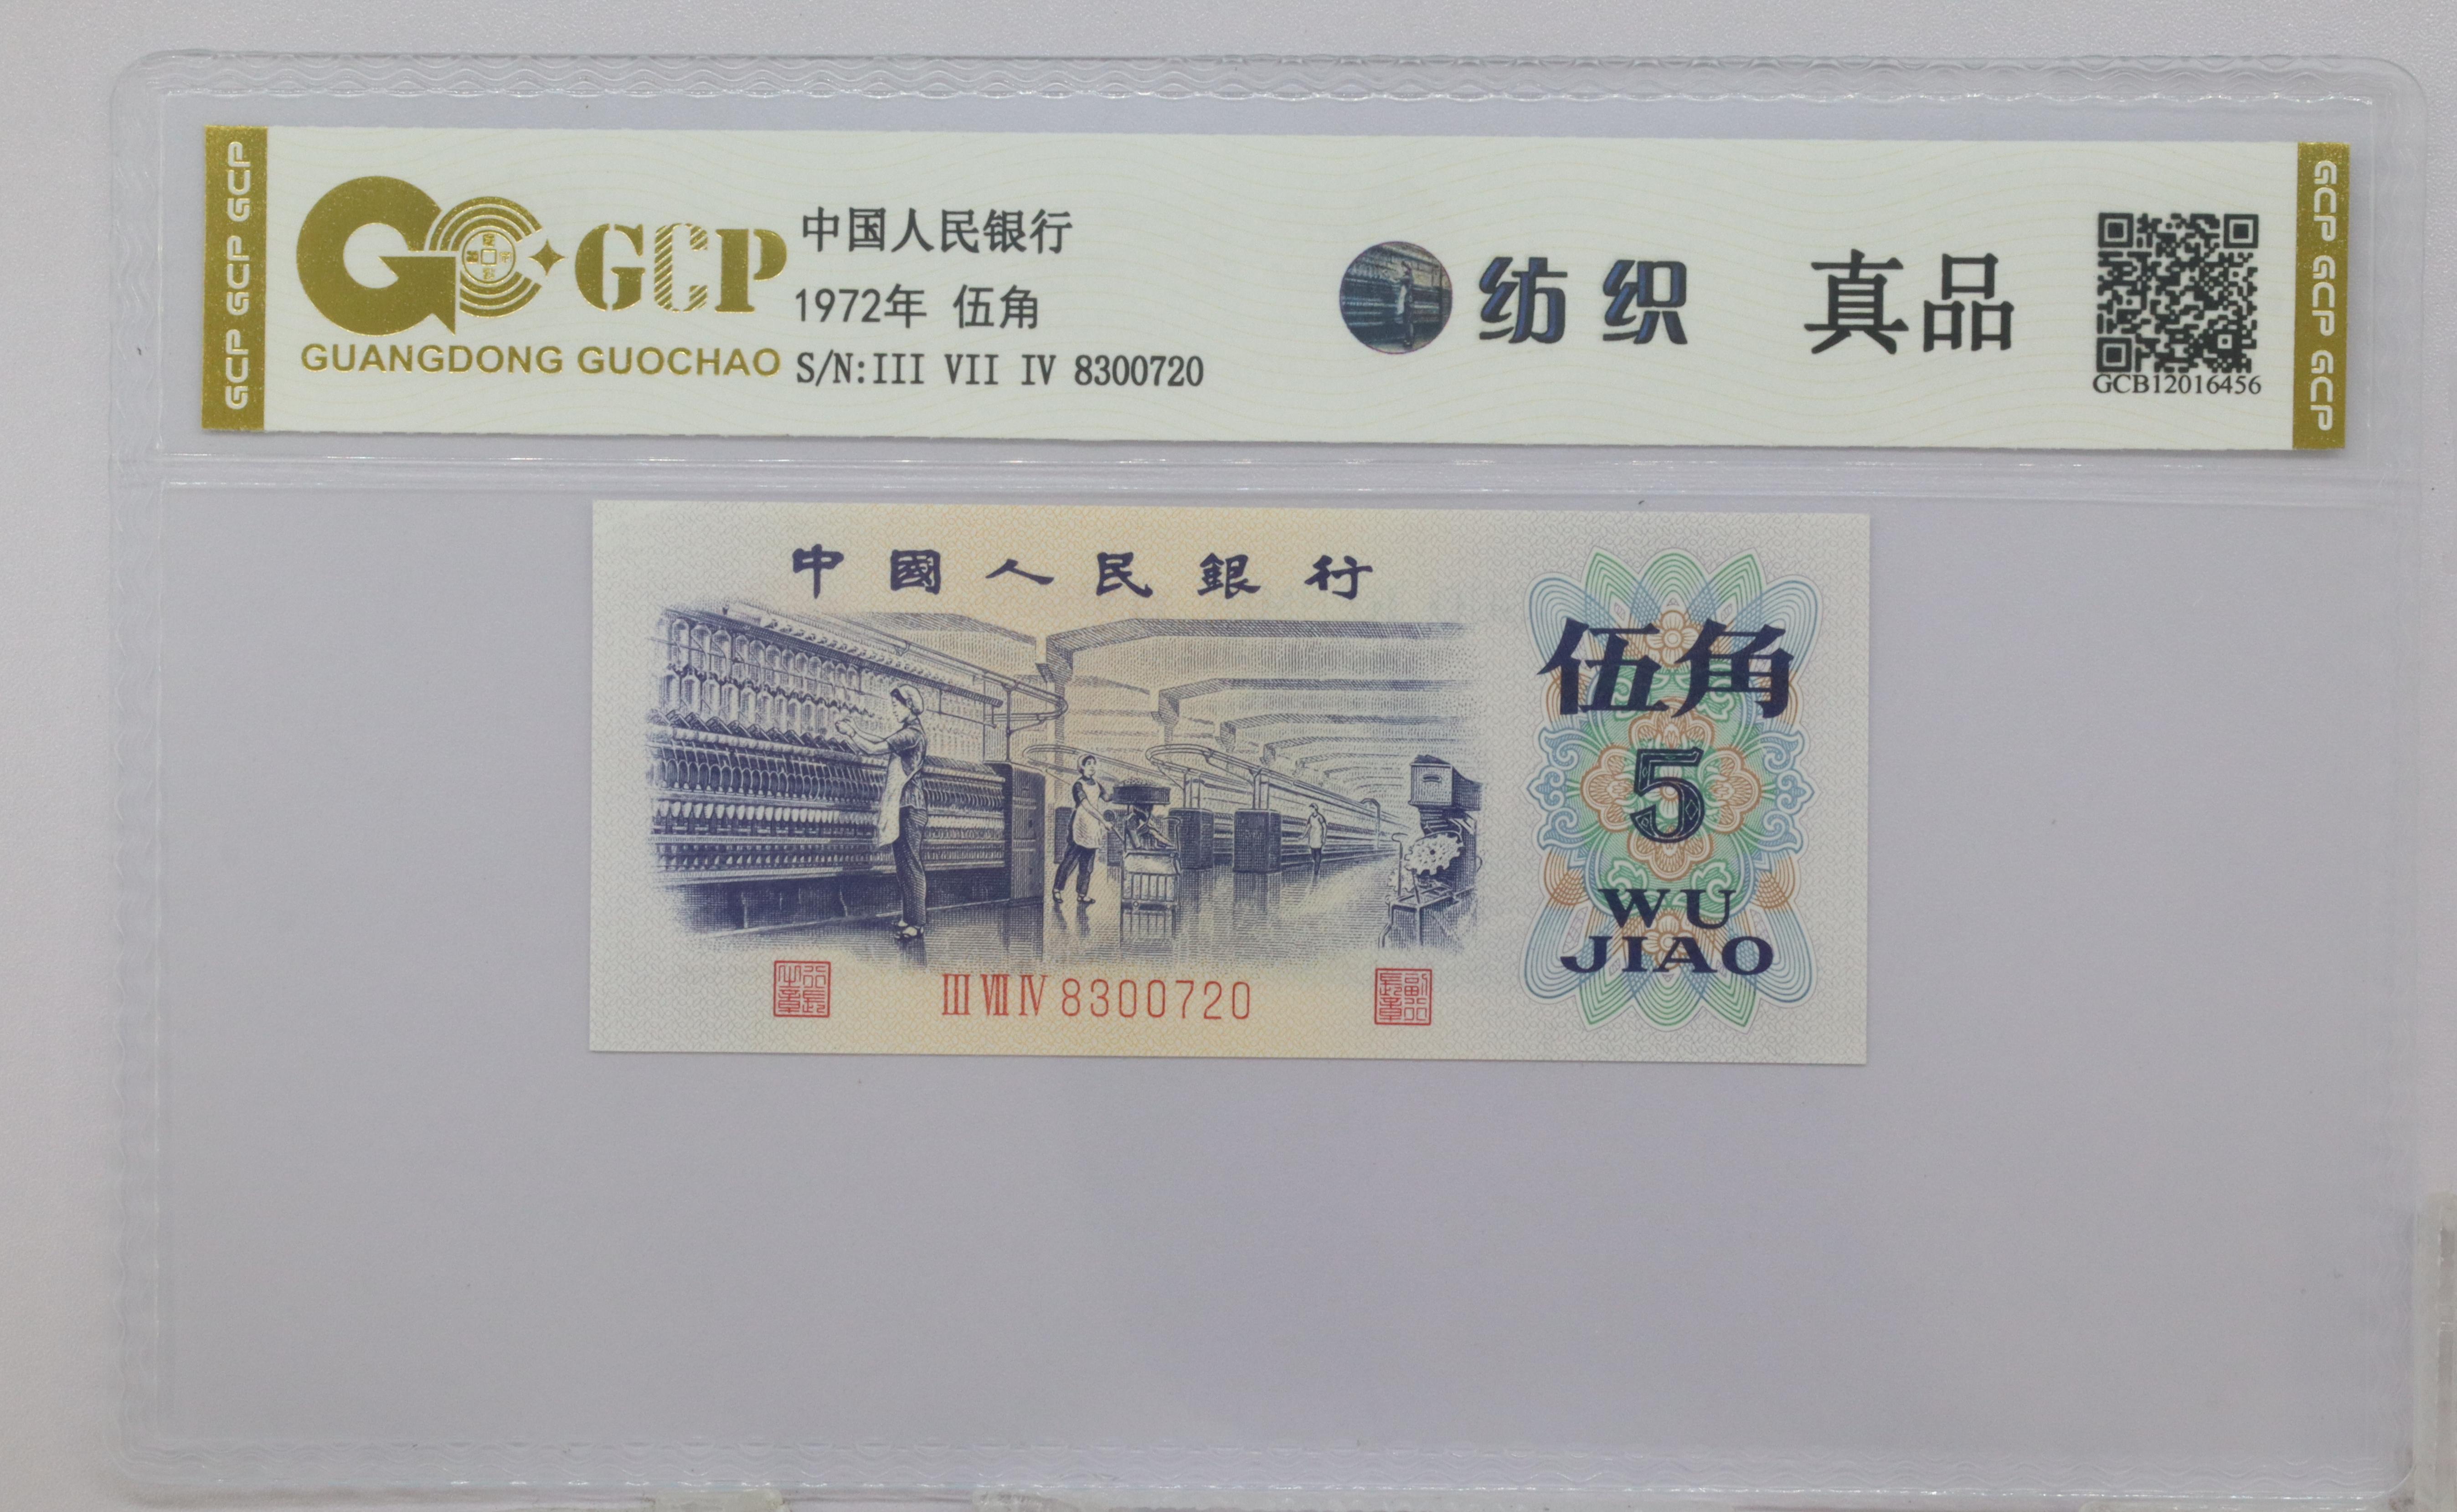 GCP GCP GCP
GCP
GUANGDONG GUOCHAO
中国人民银行
1972年 伍角
S/N:III VII IV 8300720
纺织
真品
GCB12016456
GCP GCP GCP
中國人民銀行
伍角
5
WU
JIAO
III VII IV 8300720